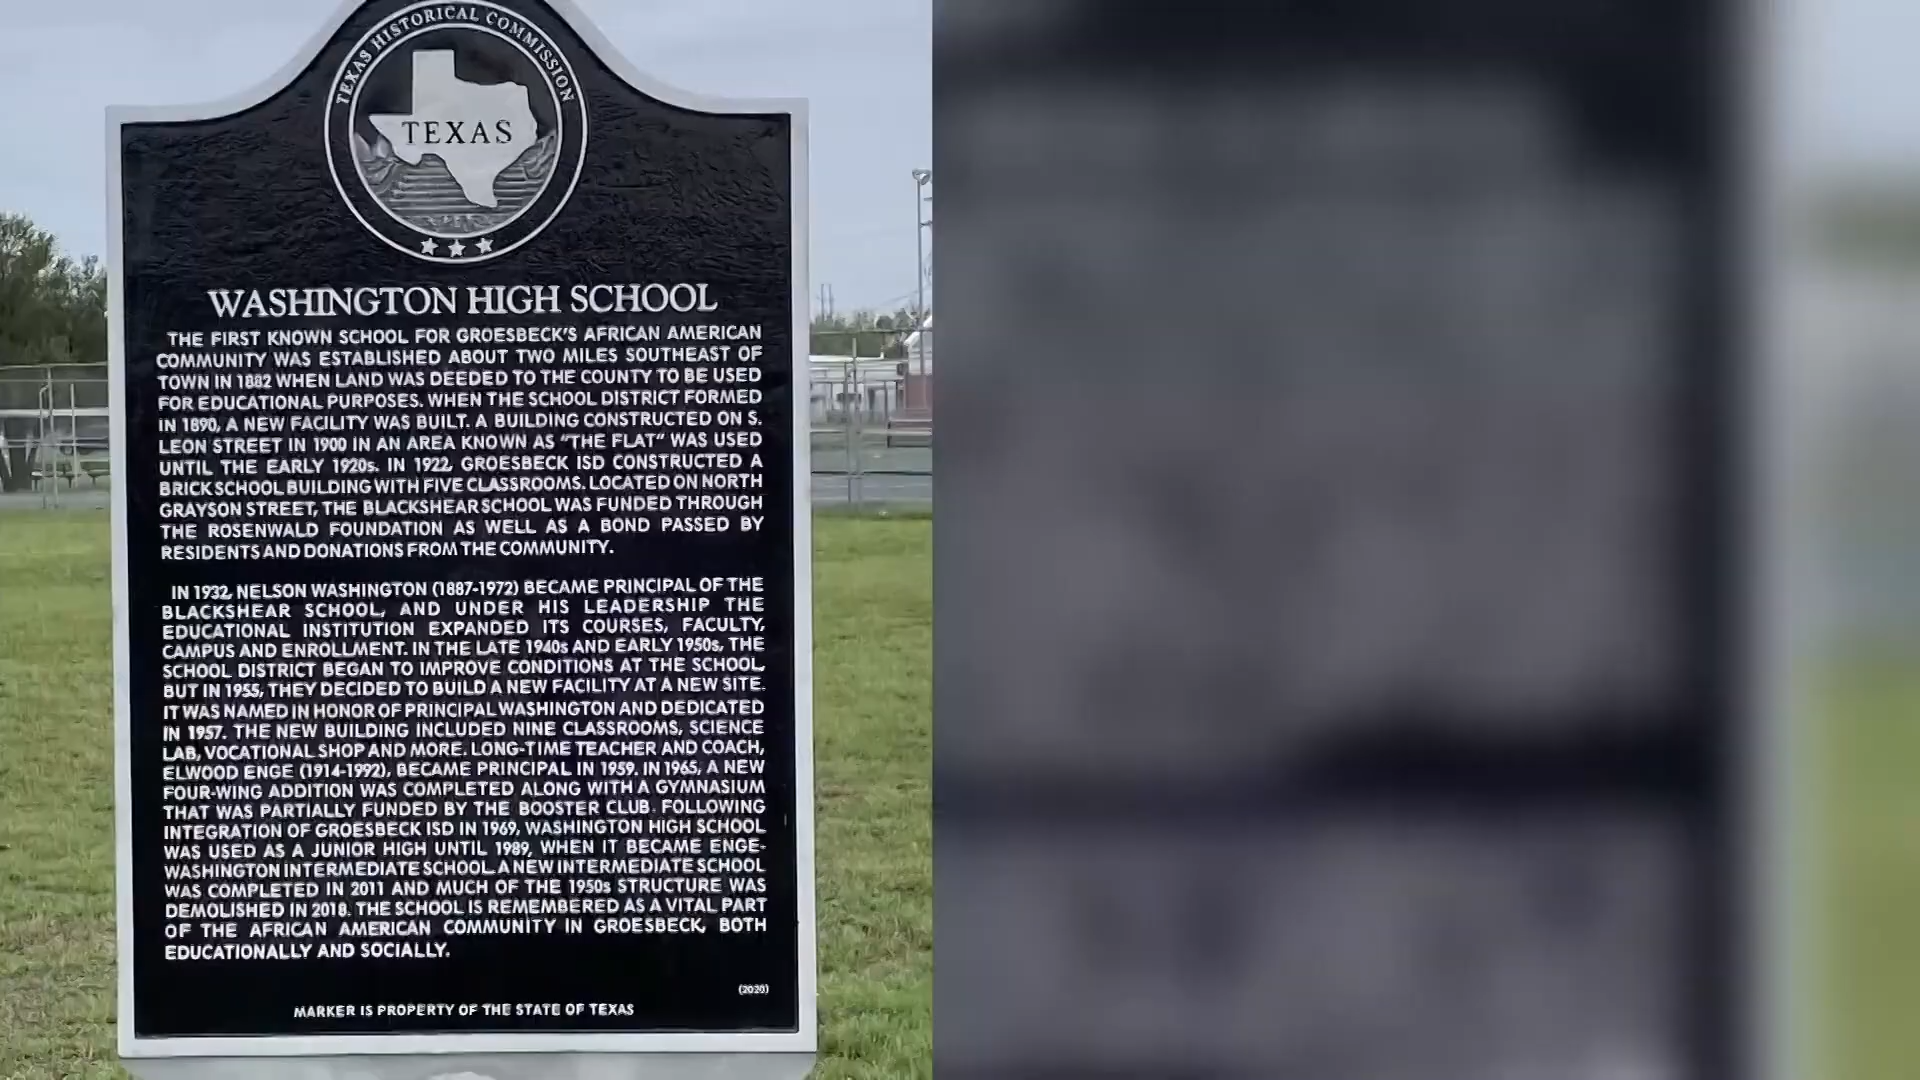 TEXAS HISTORICAL COMMISSION
TEXAS
WASHINGTON HIGH SCHOOL
THE FIRST KNOWN SCHOOL FOR GROESBECK'S AFRICAN AMERICAN
COMMUNITY WAS ESTABLISHED ABOUT TWO MILES SOUTHEAST OF
TOWN IN 1882 WHEN LAND WAS DEEDED TO THE COUNTY TO BE USED
FOR EDUCATIONAL PURPOSES. WHEN THE SCHOOL DISTRICT FORMED
IN 1890, A NEW FACILITY WAS BUILT. A BUILDING CONSTRUCTED ON S.
LEON STREET IN 1900 IN AN AREA KNOWN AS "THE FLAT" WAS USED
UNTIL THE EARLY 1920s. IN 1922, GROESBECK ISD CONSTRUCTED A
BRICK SCHOOL BUILDING WITH FIVE CLASSROOMS. LOCATED ON NORTH
GRAYSON STREET, THE BLACKSHEAR SCHOOL WAS FUNDED THROUGH
THE ROSENWALD FOUNDATION AS WELL AS A BOND PASSED BY
RESIDENTS AND DONATIONS FROM THE COMMUNITY.
IN 1932, NELSON WASHINGTON (1887-1972) BECAME PRINCIPAL OF THE
BLACKSHEAR SCHOOL, AND UNDER HIS LEADERSHIP THE
EDUCATIONAL INSTITUTION EXPANDED ITS COURSES, FACULTY,
CAMPUS AND ENROLLMENT. IN THE LATE 1940s AND EARLY 1950s, THE
SCHOOL DISTRICT BEGAN TO IMPROVE CONDITIONS AT THE SCHOOL,
BUT IN 1955, THEY DECIDED TO BUILD A NEW FACILITY AT A NEW SITE.
IT WAS NAMED IN HONOR OF PRINCIPAL WASHINGTON AND DEDICATED
IN 1957. THE NEW BUILDING INCLUDED NINE CLASSROOMS, SCIENCE
LAB, VOCATIONAL SHOP AND MORE. LONG-TIME TEACHER AND COACH,
ELWOOD ENGE (1914-1992), BECAME PRINCIPAL IN 1959. IN 1965, A NEW
FOUR-WING ADDITION WAS COMPLETED ALONG WITH A GYMNASIUM
THAT WAS PARTIALLY FUNDED BY THE BOOSTER CLUB. FOLLOWING
INTEGRATION OF GROESBECK ISD IN 1969, WASHINGTON HIGH SCHOOL
WAS USED AS A JUNIOR HIGH UNTIL 1989, WHEN IT BECAME ENGE-
WASHINGTON INTERMEDIATE SCHOOL. A NEW INTERMEDIATE SCHOOL
WAS COMPLETED IN 2011 AND MUCH OF THE 1950s STRUCTURE WAS
DEMOLISHED IN 2018. THE SCHOOL IS REMEMBERED AS A VITAL PART
OF THE AFRICAN AMERICAN COMMUNITY IN GROESBECK, BOTH
EDUCATIONALLY AND SOCIALLY.
(2020)
MARKER IS PROPERTY OF THE STATE OF TEXAS